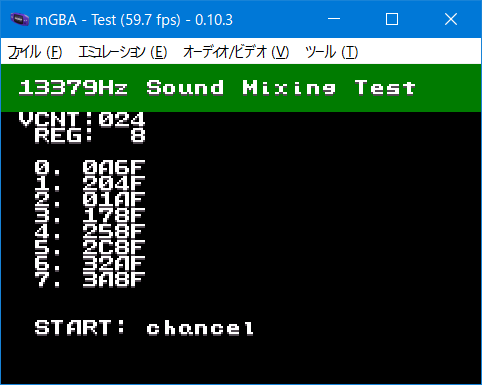 mGBA - Test (59.7 fps) - 0.10.3
ファイル (F) エミュレーション (E) オーディオ/ビデオ (V) ツール (T)
13379Hz Sound Mixing Test
VCNT:024
REG: 8
0. 0A6F
1. 204F
2. 01AF
3. 178F
4. 258F
5. 2C8F
6. 32AF
7. 3A8F
START: chancel